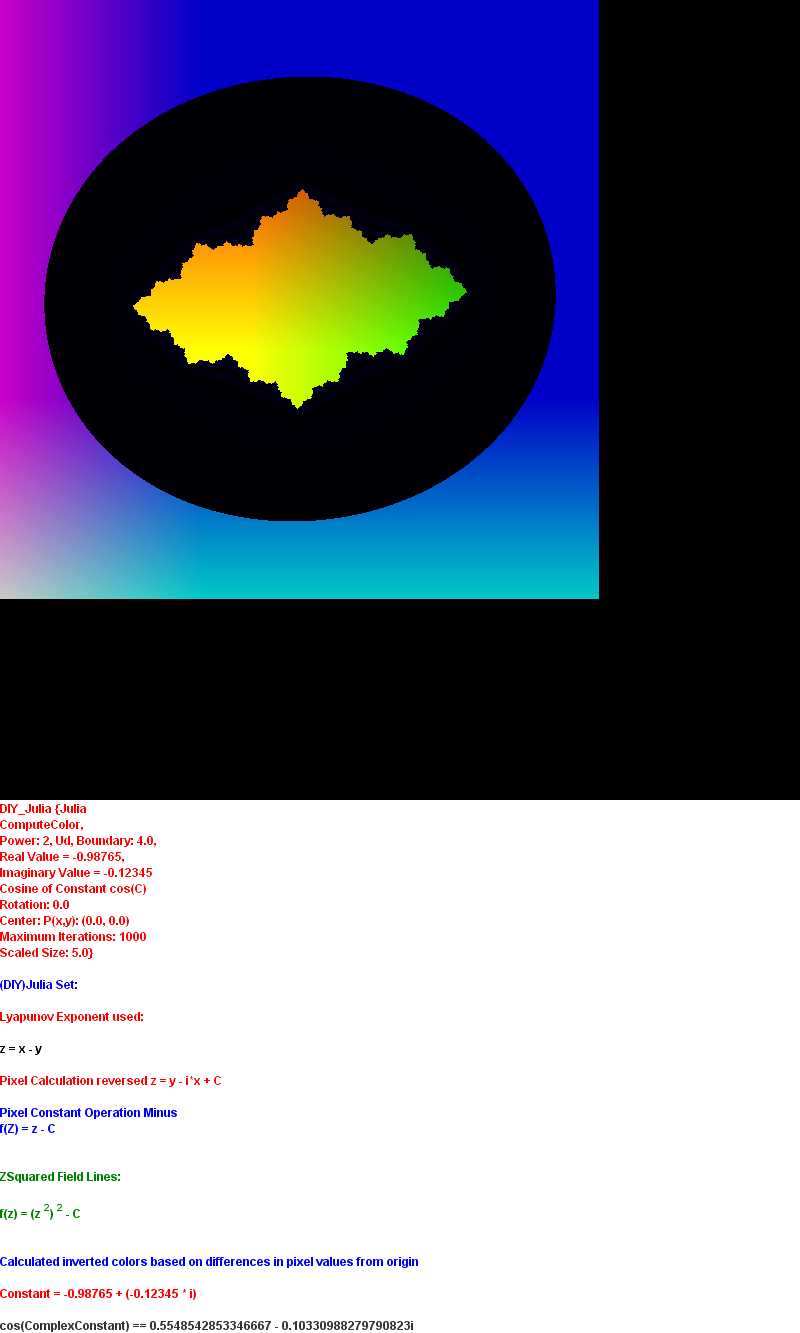 DIY_Julia {Julia
ComputeColor,
Power: 2, Ud, Boundary: 4.0,
Real Value = -0.98765,
Imaginary Value = -0.12345
Cosine of Constant cos(C)
Rotation: 0.0
Center: P(x,y): (0.0, 0.0)
Maximum Iterations: 1000
Scaled Size: 5.0}
(DIY)Julia Set:
Lyapunov Exponent used:
z = x - y
Pixel Calculation reversed z = y - i*x + C
Pixel Constant Operation Minus
f(Z) = z - C
ZSquared Field Lines:
f(z) = (z 2) 2 - C
Calculated inverted colors based on differences in pixel values from origin
Constant = -0.98765 + (-0.12345 * i)
cos(ComplexConstant) == 0.5548542853346667 - 0.10330988279790823i